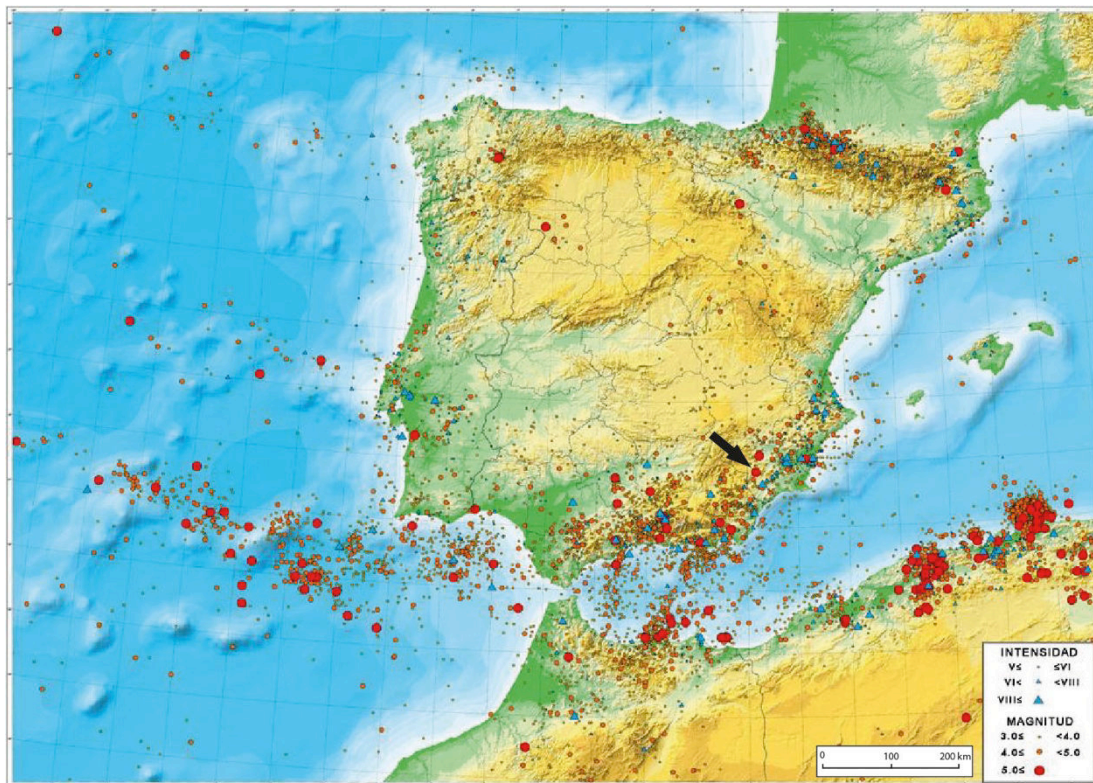 INTENSIDAD
V≤ ≤VI
VI< <VIII
VIII≤
MAGNITUD
3.0≤ <4.0
4.0≤ <5.0
5.0≤
0 100 200 km